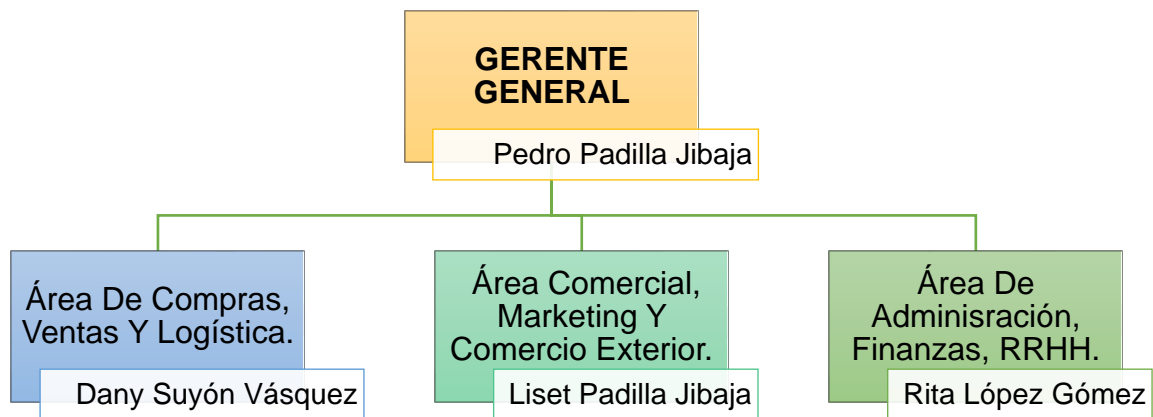 GERENTE
GENERAL
Pedro Padilla Jibaja
Área De Compras,
Ventas Y Logística.
Dany Suyón Vásquez
Área Comercial,
Marketing Y
Comercio Exterior.
Liset Padilla Jibaja
Área De
Adminisración,
Finanzas, RRHH.
Rita López Gómez